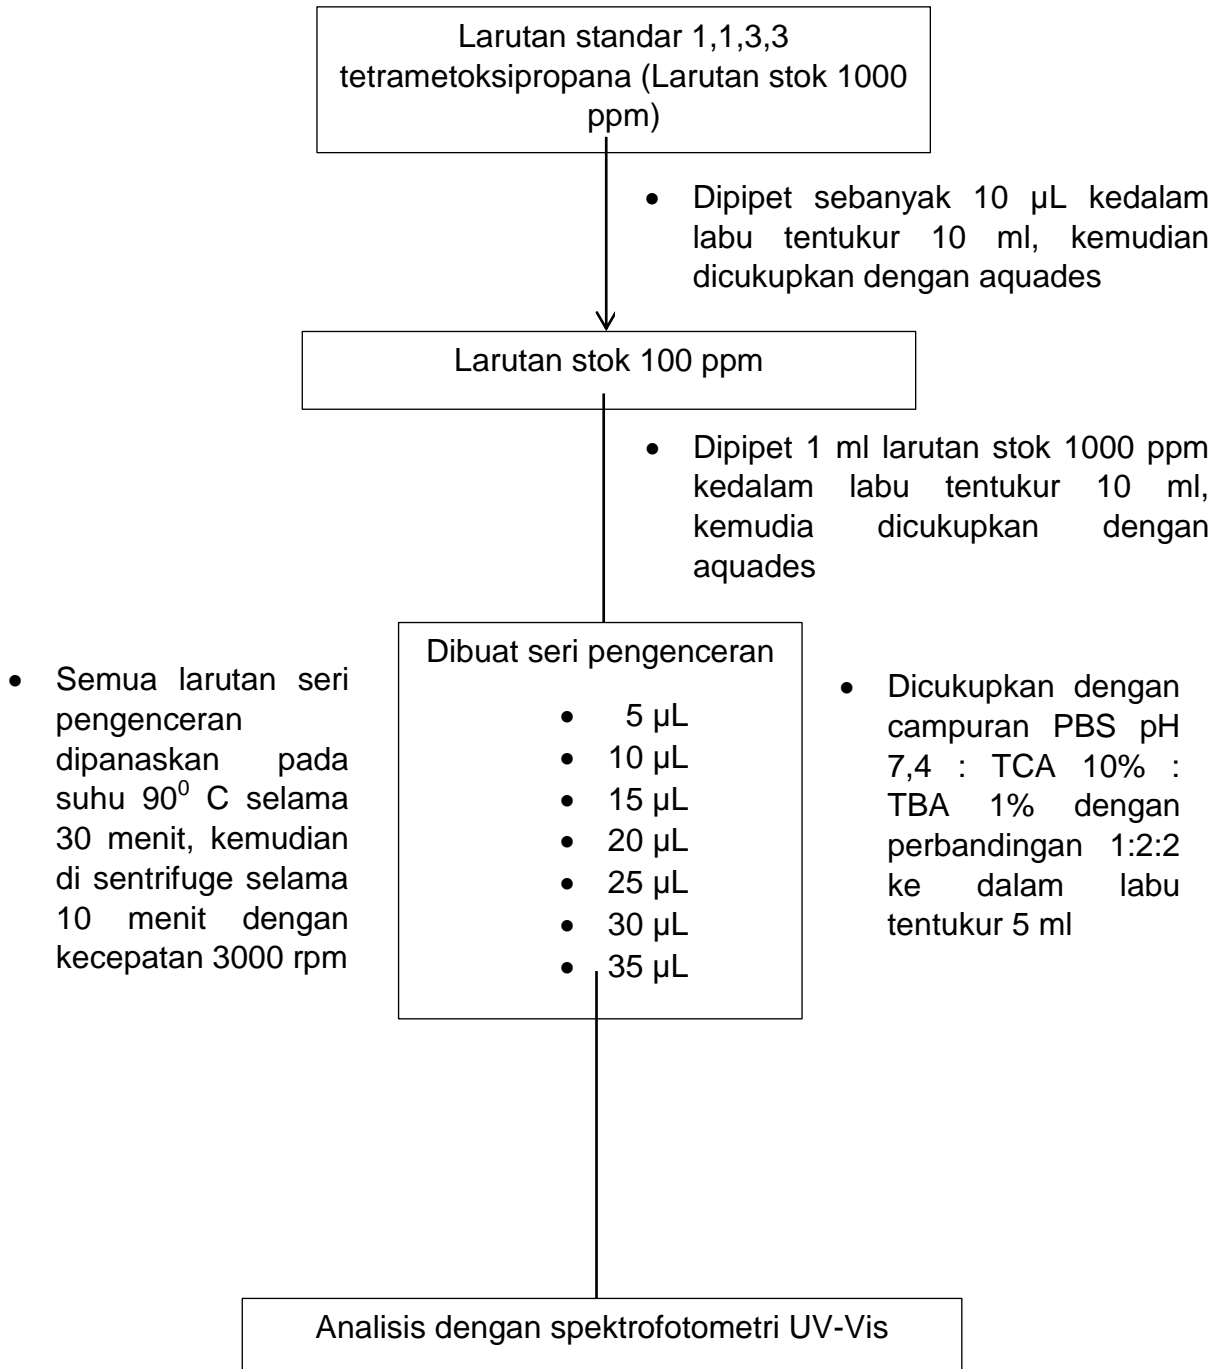 Larutan standar 1,1,3,3
tetrametoksipropana (Larutan stok 1000
ppm)
• Dipipet sebanyak 10 µL kedalam
labu tentukur 10 ml, kemudian
dicukupkan dengan aquades
Larutan stok 100 ppm
• Dipipet 1 ml larutan stok 1000 ppm
kedalam labu tentukur 10 ml,
kemudia dicukupkan dengan
aquades
• Semua larutan seri
pengenceran
dipanaskan pada
suhu 90⁰ C selama
30 menit, kemudian
di sentrifuge selama
10 menit dengan
kecepatan 3000 rpm
Dibuat seri pengenceran
• 5 µL
• 10 µL
• 15 µL
• 20 µL
• 25 µL
• 30 µL
• 35 µL
• Dicukupkan dengan
campuran PBS pH
7,4 : TCA 10% :
TBA 1% dengan
perbandingan 1:2:2
ke dalam labu
tentukur 5 ml
Analisis dengan spektrofotometri UV-Vis